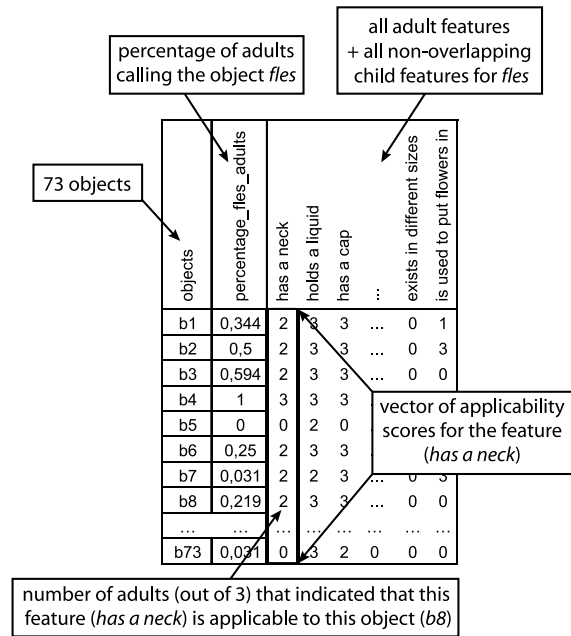 percentage of adults
calling the object fles
all adult features
+ all non-overlapping
child features for fles
73 objects
objects
percentage_fles_adults
has a neck
holds a liquid
has a cap
...
exists in different sizes
is used to put flowers in
b1 0,344 2 3 3 ... 0 1
b2 0,5 2 3 3 ... 0 3
b3 0,594 2 3 3 ... 0 0
b4 1 3 3 3
b5 0 0 2 0
b6 0,25 2 3 3
b7 0,031 2 2 3 3
b8 0,219 2 3 3 ... 0 0
... ... ... ... ... ... ... ...
b73 0,031 0 3 2 0 0 0
vector of applicability
scores for the feature
(has a neck)
number of adults (out of 3) that indicated that this
feature (has a neck) is applicable to this object (b8)